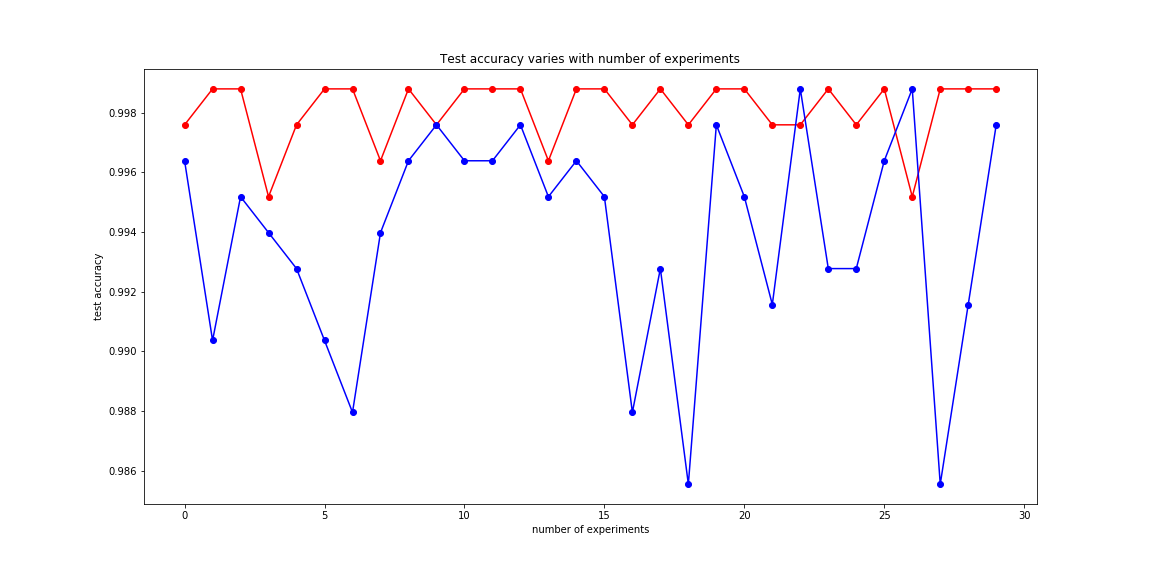 Test accuracy varies with number of experiments
test accuracy
0.998
0.996
0.994
0.992
0.990
0.988
0.986
0 5 10 15 20 25 30
number of experiments